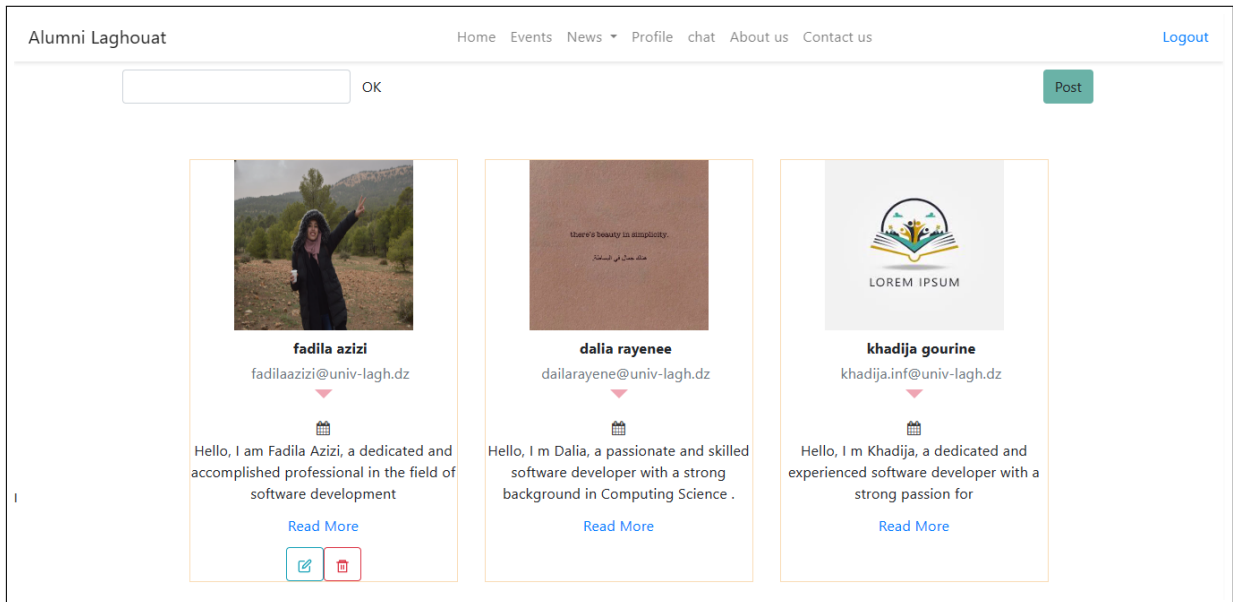 Alumni Laghouat
Home Events News Profile chat About us Contact us
Logout
OK
Post
there's beauty in simplicity.
هناك جمال في البساطة.
LOREM IPSUM
fadila azizi
fadilaazizi@univ-lagh.dz
Hello, I am Fadila Azizi, a dedicated and
accomplished professional in the field of
software development
Read More
dalia rayenee
dailarayene@univ-lagh.dz
Hello, I m Dalia, a passionate and skilled
software developer with a strong
background in Computing Science .
Read More
khadija gourine
khadija.inf@univ-lagh.dz
Hello, I m Khadija, a dedicated and
experienced software developer with a
strong passion for
Read More
l